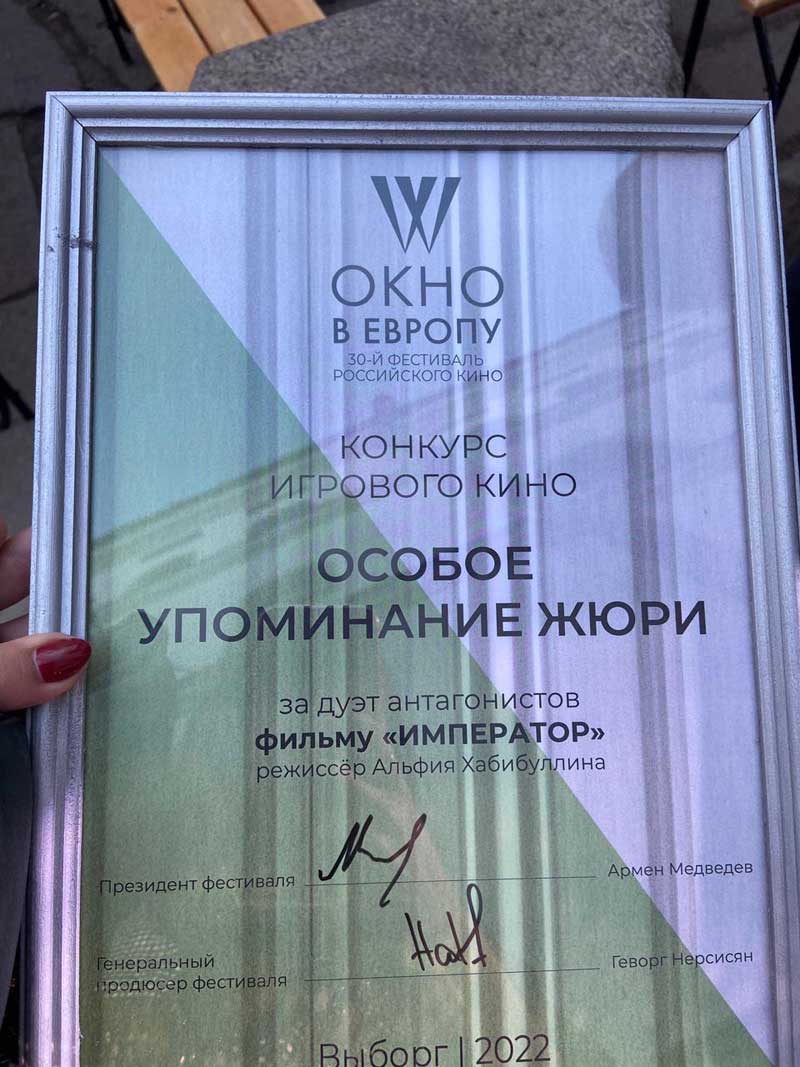 ОКНО
В ЕВРОПУ
30-Й ФЕСТИВАЛЬ
РОССИЙСКОГО КИНО
КОНКУРС
ИГРОВОГО КИНО
ОСОБОЕ
УПОМИНАНИЕ ЖЮРИ
за дуэт антагонистов
фильму «ИМПЕРАТОР»
режиссёр Альфия Хабибуллина
Президент фестиваля Армен Медведев
Генеральный
продюсер фестиваля Геворг Нерсисян
Выборг | 2022